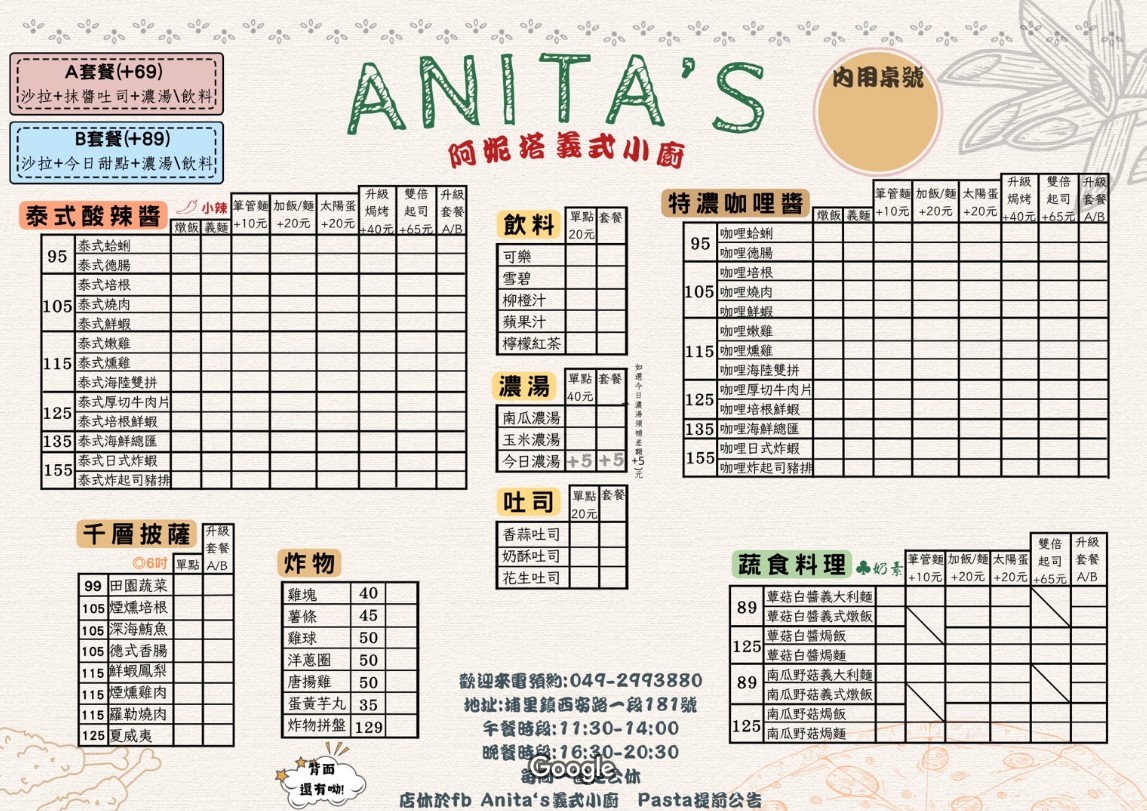 A套餐(+69)
沙拉+抹醬吐司+濃湯\飲料
B套餐(+89)
沙拉+今日甜點+濃湯\飲料
ANITA'S
阿妮塔義式小廚
內用桌號
泰式酸辣醬 小辣
燉飯 義麵 筆管麵+10元 加飯/麵+20元 太陽蛋+20元 升級焗烤+40元 雙倍起司+65元 升級套餐A/B
95 泰式蛤蜊
泰式德腸
105 泰式培根
泰式燒肉
泰式鮮蝦
115 泰式嫩雞
泰式燻雞
泰式海陸雙拼
125 泰式厚切牛肉片
泰式培根鮮蝦
135 泰式海鮮總匯
155 泰式日式炸蝦
泰式炸起司豬排
飲料 單點20元 套餐
可樂
雪碧
柳橙汁
蘋果汁
檸檬紅茶
濃湯 單點40元 套餐
南瓜濃湯
玉米濃湯
今日濃湯 +5 +5
如選今日濃湯須補差額+5元
吐司 單點20元 套餐
香蒜吐司
奶酥吐司
花生吐司
特濃咖哩醬
燉飯 義麵 筆管麵+10元 加飯/麵+20元 太陽蛋+20元 升級焗烤+40元 雙倍起司+65元 升級套餐A/B
95 咖哩蛤蜊
咖哩德腸
105 咖哩培根
咖哩燒肉
咖哩鮮蝦
115 咖哩嫩雞
咖哩燻雞
咖哩海陸雙拼
125 咖哩厚切牛肉片
咖哩培根鮮蝦
135 咖哩海鮮總匯
155 咖哩日式炸蝦
咖哩炸起司豬排
千層披薩
◎6吋 單點 升級套餐A/B
99 田園蔬菜
105 煙燻培根
105 深海鮪魚
105 德式香腸
115 鮮蝦鳳梨
115 煙燻雞肉
115 羅勒燒肉
125 夏威夷
炸物
雞塊 40
薯條 45
雞球 50
洋蔥圈 50
唐揚雞 50
蛋黃芋丸 35
炸物拼盤 129
背面
還有呦!
蔬食料理 ♣奶素
筆管麵+10元 加飯/麵+20元 太陽蛋+20元 雙倍起司+65元 升級套餐A/B
89 蕈菇白醬義大利麵
蕈菇白醬義式燉飯
125 蕈菇白醬焗飯
蕈菇白醬焗麵
89 南瓜野菇義大利麵
南瓜野菇義式燉飯
125 南瓜野菇焗飯
南瓜野菇焗麵
歡迎來電預約:049-2993880
地址:埔里鎮西安路一段181號
午餐時段:11:30-14:00
晚餐時段:16:30-20:30
公休
Google
店休於fb Anita's義式小廚 Pasta提前公告